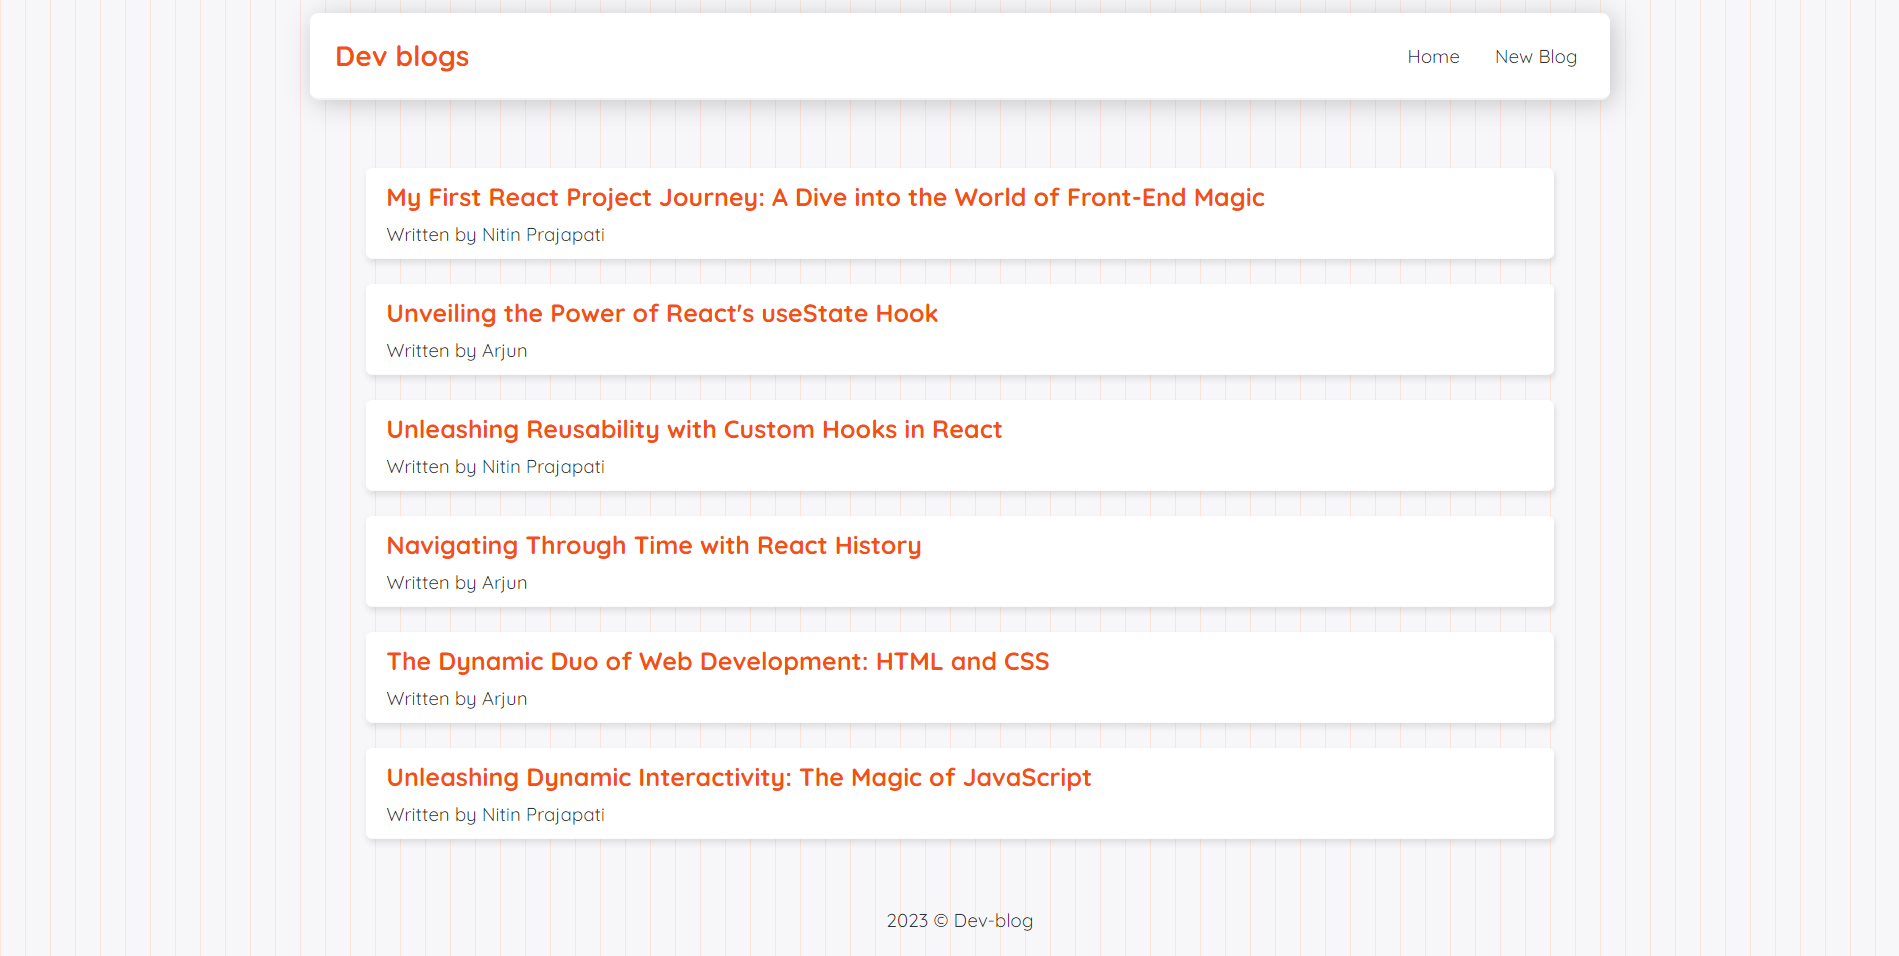 Dev blogs
Home
New Blog
My First React Project Journey: A Dive into the World of Front-End Magic
Written by Nitin Prajapati
Unveiling the Power of React's useState Hook
Written by Arjun
Unleashing Reusability with Custom Hooks in React
Written by Nitin Prajapati
Navigating Through Time with React History
Written by Arjun
The Dynamic Duo of Web Development: HTML and CSS
Written by Arjun
Unleashing Dynamic Interactivity: The Magic of JavaScript
Written by Nitin Prajapati
2023 © Dev-blog